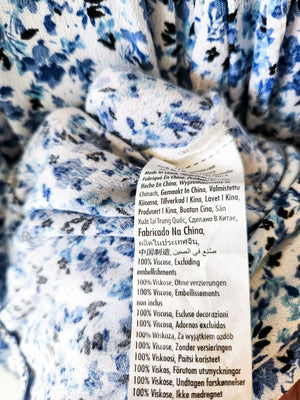 Made In China,
Fabrique En China,
Hecho En China,
Chinach, Gemaakt In China, Valmistettu
Kiinassa, Tillverkad I Kina, Lavet I Kina,
Produsert I Kina, Buatan Cina, Sản
Xuất Tại Trung Quốc, Сделано В Китае,
Fabricado Na China,
ผลิตในประเทศจีน,
中国制造, صنع في الصين
100% Viscose, Excluding
embellishments
100% Viskose, Ohne verzierungen
100% Viscose, Embellissements
non inclus
100% Viscosa, Escluse decorazioni
100% Viscosa, Adornos excluidos
100% Wiskoza, Za wyjątkiem ozdób
100% Viscose, Zonder versieringen
100% Viskoosi, Paitsi koristeet
100% Viskos, Förutom utsmyckningar
100% Viskose, Undtagen forskønnelser
100% Viskose, Ikke medregnet